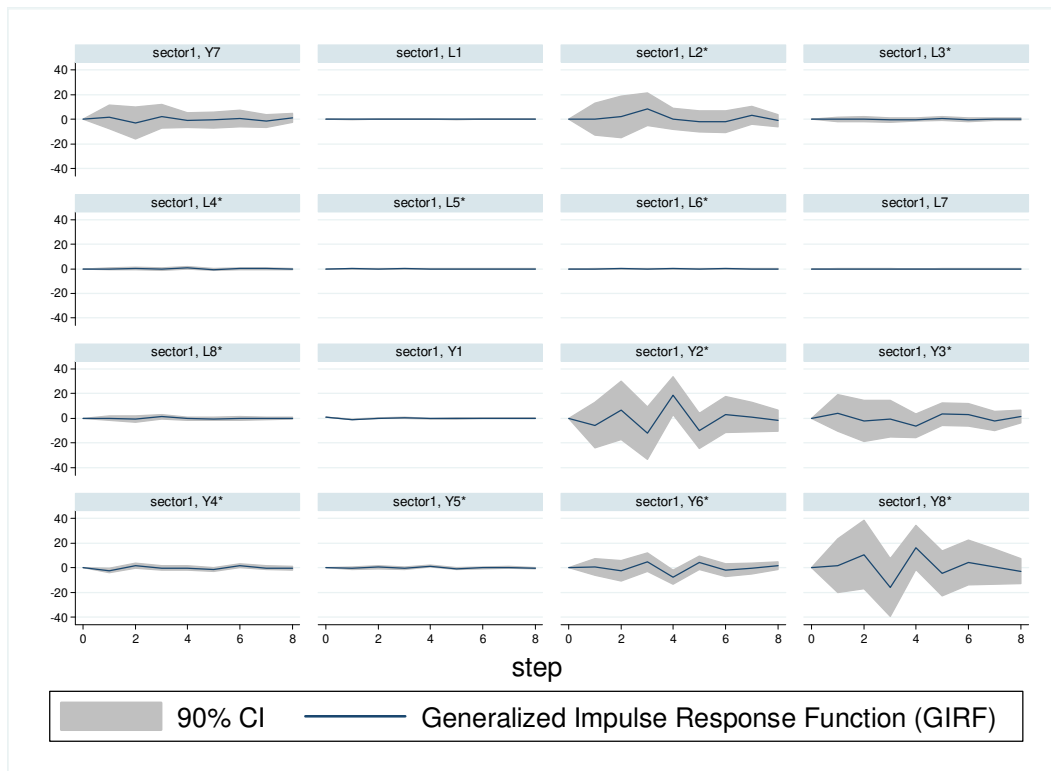 sector1, Y7
sector1, L1
sector1, L2*
sector1, L3*
40
20
0
-20
-40
sector1, L4*
sector1, L5*
sector1, L6*
sector1, L7
40
20
0
-20
-40
sector1, L8*
sector1, Y1
sector1, Y2*
sector1, Y3*
40
20
0
-20
-40
sector1, Y4*
sector1, Y5*
sector1, Y6*
sector1, Y8*
40
20
0
-20
-40
0 2 4 6 8
0 2 4 6 8
0 2 4 6 8
0 2 4 6 8
step
90% CI
Generalized Impulse Response Function (GIRF)